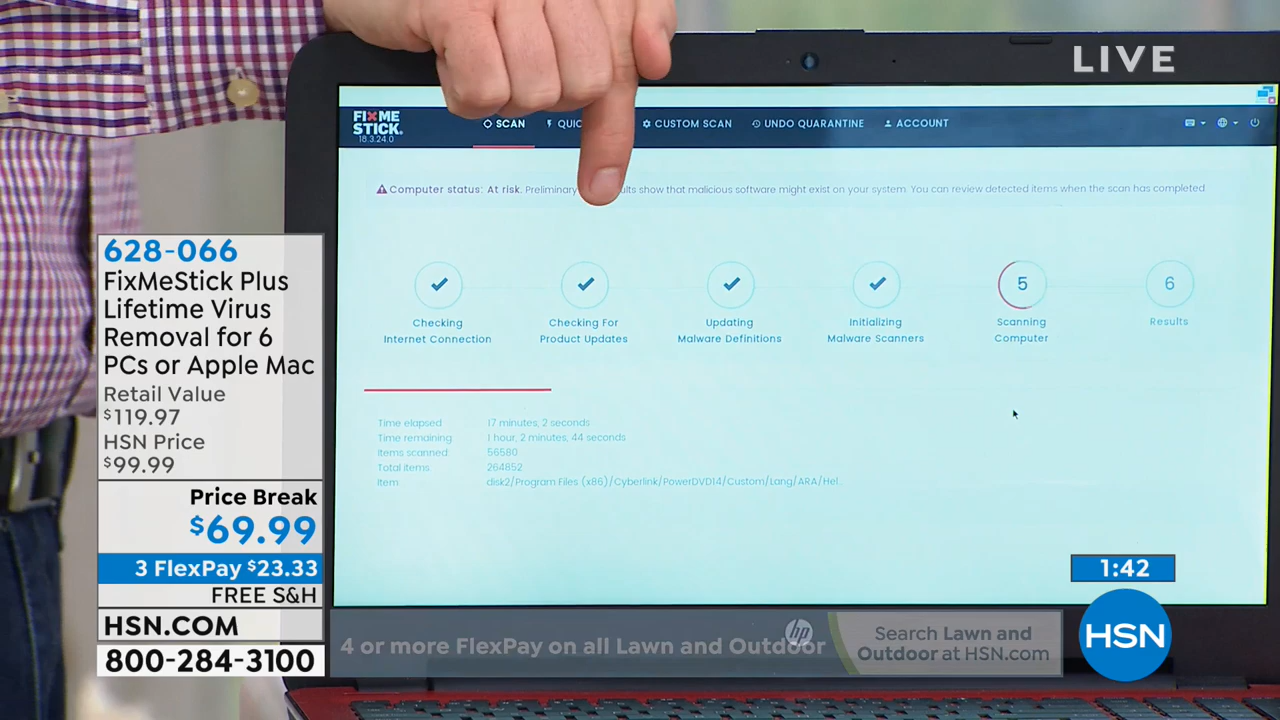 LIVE
FIXME
STICK.
18.3.24.0
SCAN
CUSTOM SCAN
UNDO QUARANTINE
ACCOUNT
Computer status: At risk. Preliminary show that malicious software might exist on your system. You can review detected items when the scan has completed
5
6
Checking
Internet Connection
Checking For
Product Updates
Updating
Malware Definitions
Initializing
Malware Scanners
Scanning
Computer
Results
Time elapsed: 17 minutes, 2 seconds
Time remaining: 1 hour, 2 minutes, 44 seconds
Items scanned: 56580
Total items: 264852
Item: disk2/Program Files (x86)/Cyberlink/PowerDVD14/Custom/Lang/ARA/Hel..
628-066
FixMeStick Plus
Lifetime Virus
Removal for 6
PCs or Apple Mac
Retail Value
$119.97
HSN Price
$99.99
Price Break
$69.99
3 FlexPay $23.33
FREE S&H
HSN.COM
800-284-3100
1:42
4 or more FlexPay on all Lawn and Outdoor
hp
Search Lawn and
Outdoor at HSN.com
HSN